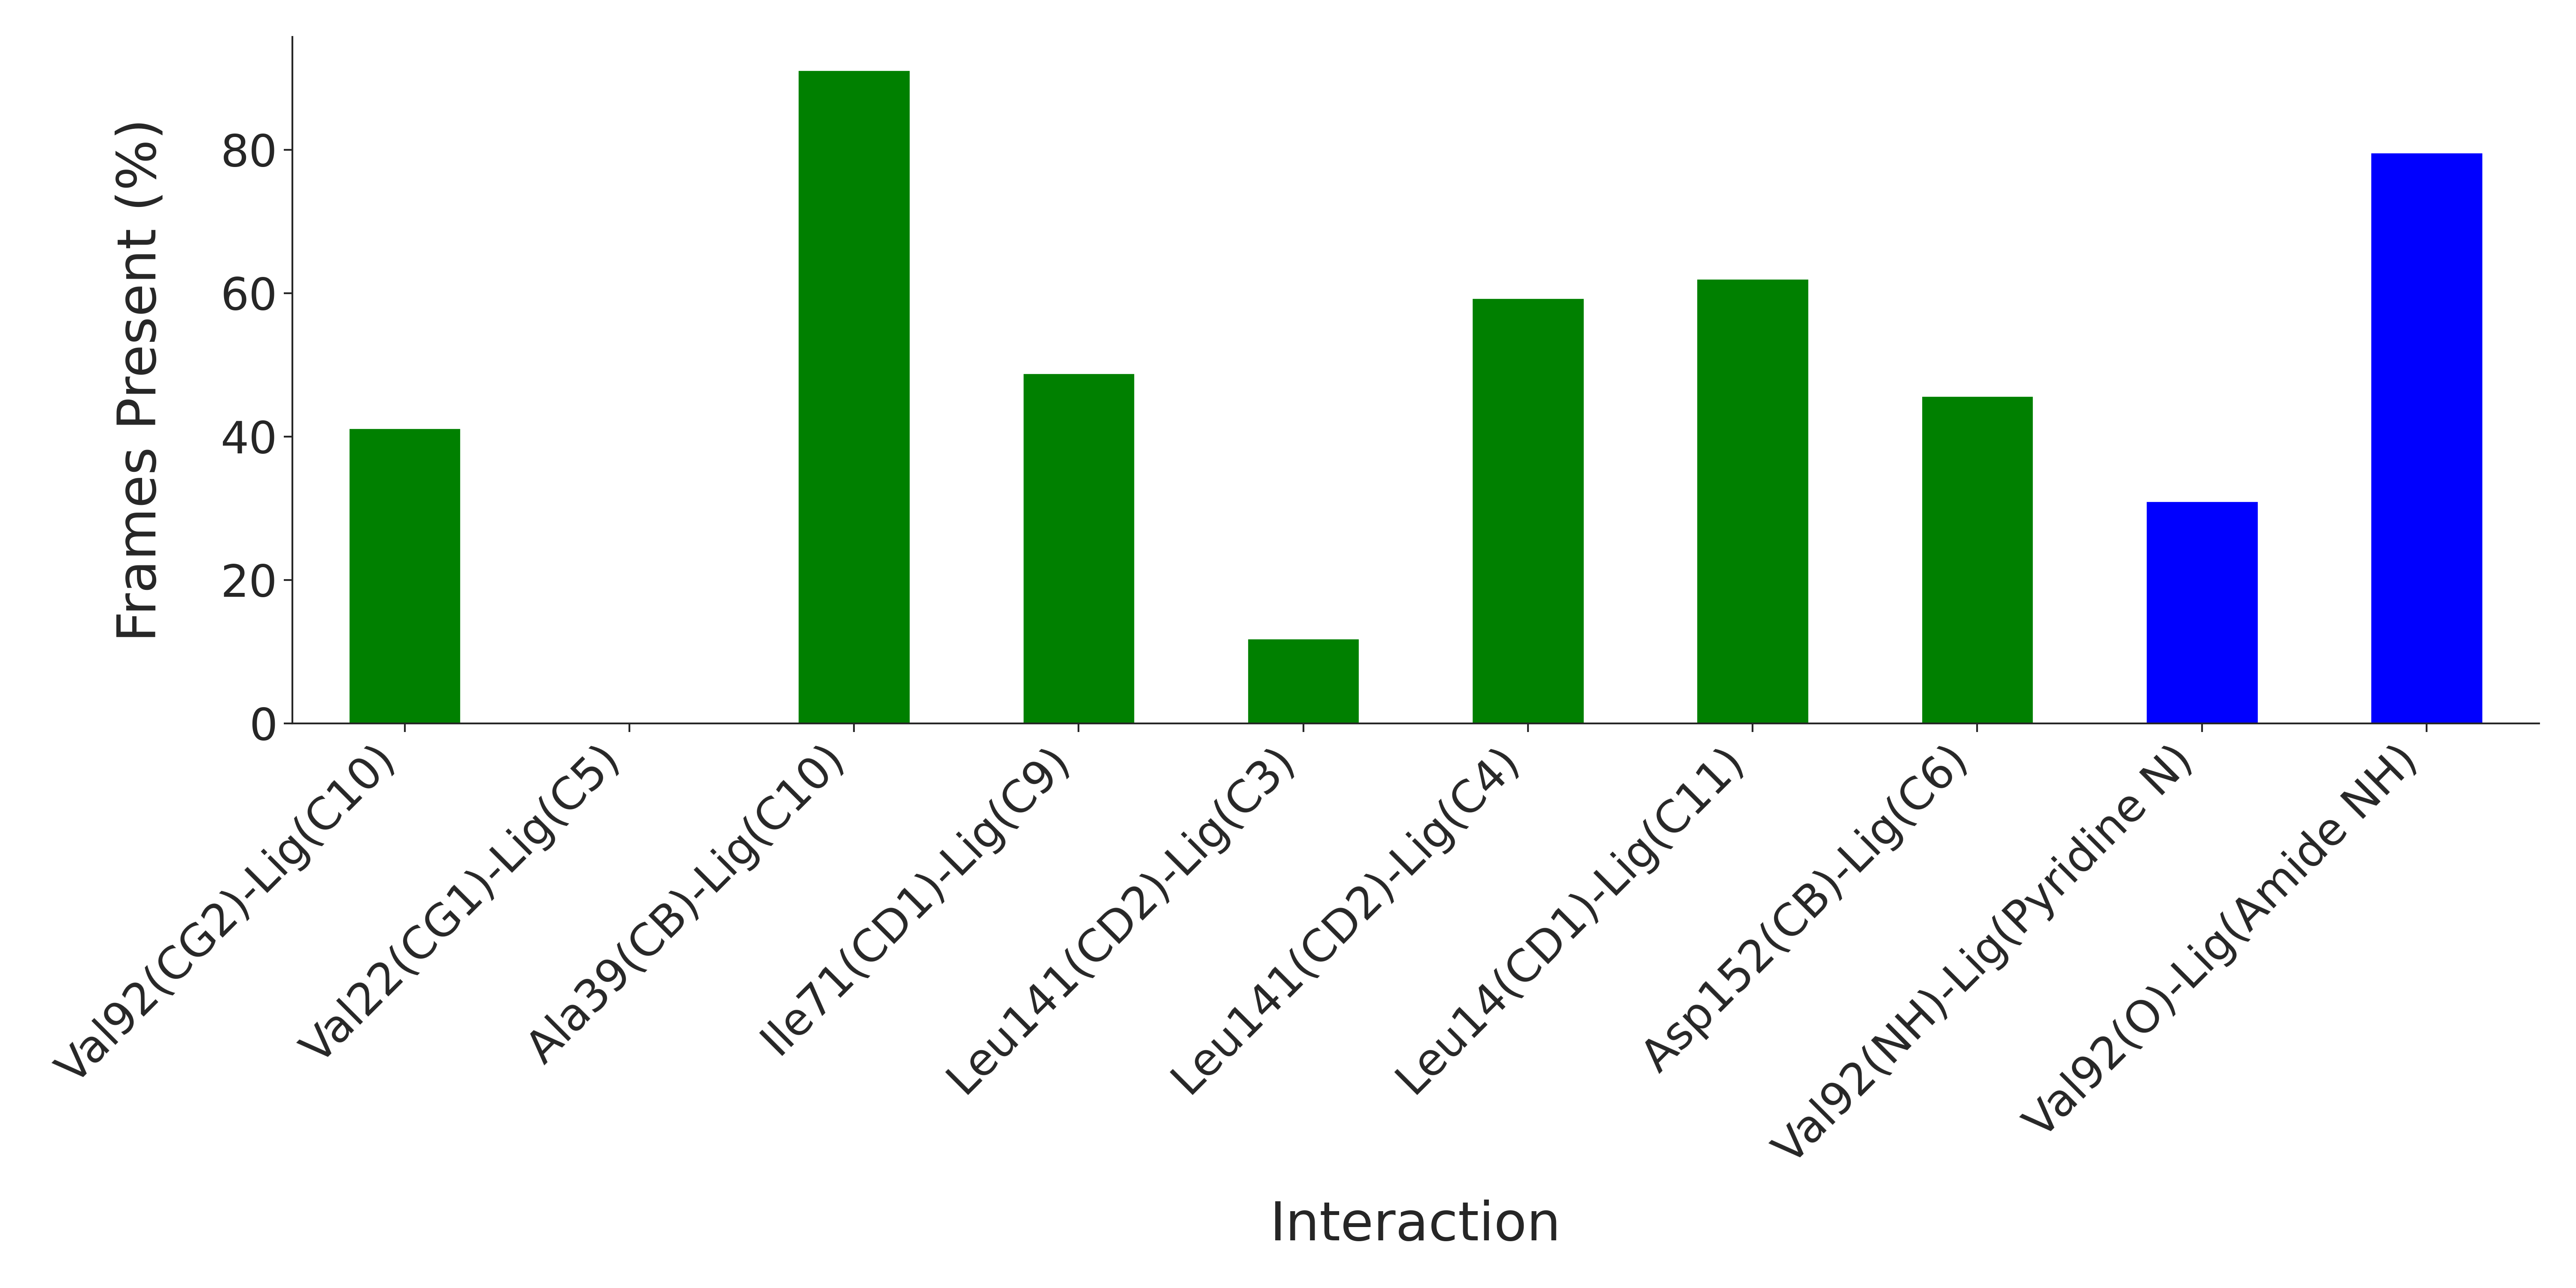 Frames Present (%)
80
60
40
20
0
Val92(CG2)-Lig(C10)
Val22(CG1)-Lig(C5)
Ala39(CB)-Lig(C10)
Ile71(CD1)-Lig(C9)
Leu141(CD2)-Lig(C3)
Leu141(CD2)-Lig(C4)
Leu14(CD1)-Lig(C11)
Asp152(CB)-Lig(C6)
Val92(NH)-Lig(Pyridine N)
Val92(O)-Lig(Amide NH)
Interaction